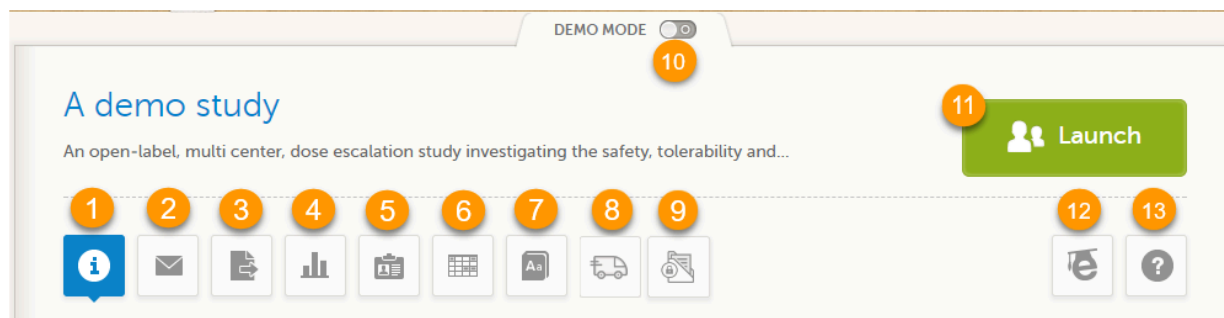 DEMO MODE
10
A demo study
11
Launch
An open-label, multi center, dose escalation study investigating the safety, tolerability and...
1 2 3 4 5 6 7 8 9 12 13
i Aa e ?